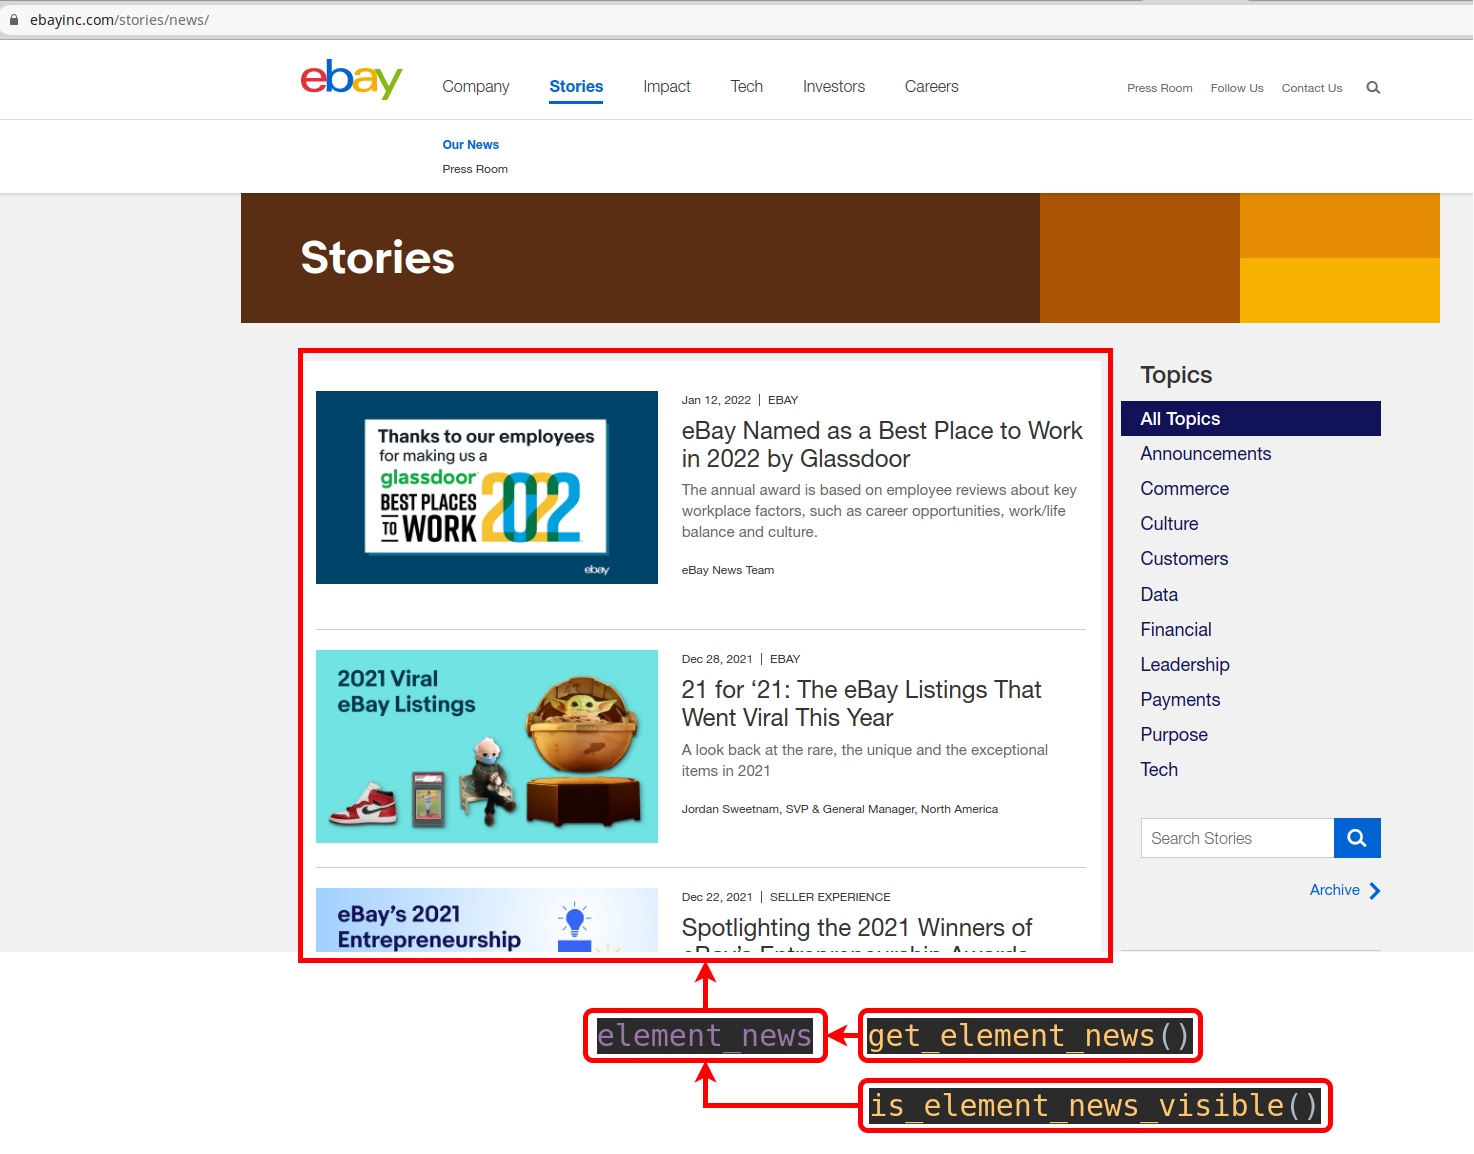 ebayinc.com/stories/news/
ebay
Company Stories Impact Tech Investors Careers
Press Room Follow Us Contact Us
Our News
Press Room
Stories
Thanks to our employees
for making us a
glassdoor
BEST PLACES
TO WORK 2022
ebay
Jan 12, 2022 | EBAY
eBay Named as a Best Place to Work
in 2022 by Glassdoor
The annual award is based on employee reviews about key
workplace factors, such as career opportunities, work/life
balance and culture.
eBay News Team
2021 Viral
eBay Listings
Dec 28, 2021 | EBAY
21 for ‘21: The eBay Listings That
Went Viral This Year
A look back at the rare, the unique and the exceptional
items in 2021
Jordan Sweetnam, SVP & General Manager, North America
eBay's 2021
Entrepreneurship
Dec 22, 2021 | SELLER EXPERIENCE
Spotlighting the 2021 Winners of
eBay’s Entrepreneurship Awards
Topics
All Topics
Announcements
Commerce
Culture
Customers
Data
Financial
Leadership
Payments
Purpose
Tech
Search Stories
Archive
element_news
get_element_news()
is_element_news_visible()